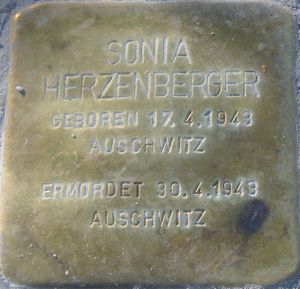 SONIA
HERZENBERGER
GEBOREN 17. 4. 1943
AUSCHWITZ
ERMORDET 30. 4. 1943
AUSCHWITZ